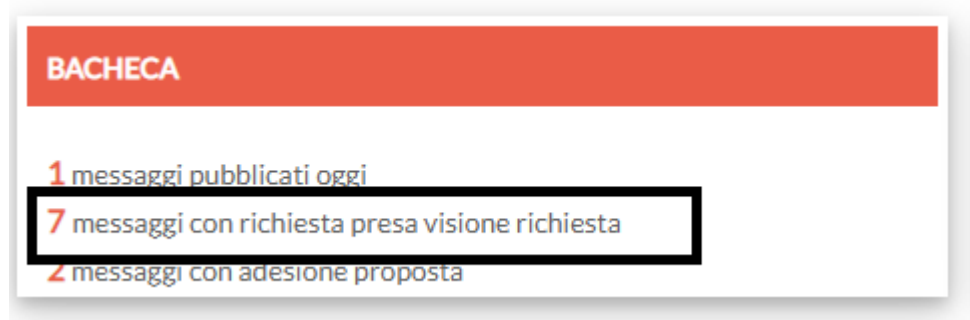 BACHECA
1 messaggi pubblicati oggi
7 messaggi con richiesta presa visione richiesta
2 messaggi con adesione proposta